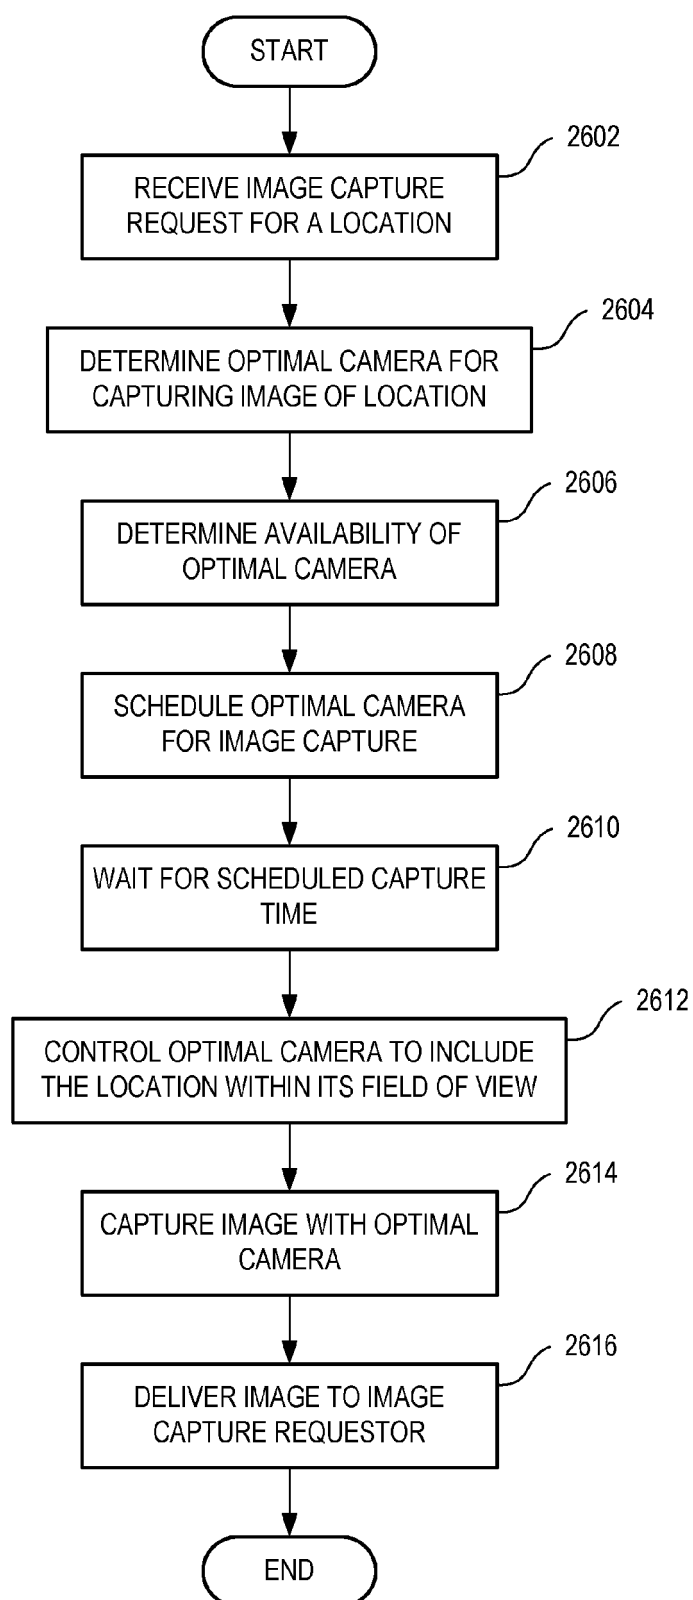 START
2602
RECEIVE IMAGE CAPTURE
REQUEST FOR A LOCATION
2604
DETERMINE OPTIMAL CAMERA FOR
CAPTURING IMAGE OF LOCATION
2606
DETERMINE AVAILABILITY OF
OPTIMAL CAMERA
2608
SCHEDULE OPTIMAL CAMERA
FOR IMAGE CAPTURE
2610
WAIT FOR SCHEDULED CAPTURE
TIME
2612
CONTROL OPTIMAL CAMERA TO INCLUDE
THE LOCATION WITHIN ITS FIELD OF VIEW
2614
CAPTURE IMAGE WITH OPTIMAL
CAMERA
2616
DELIVER IMAGE TO IMAGE
CAPTURE REQUESTOR
END